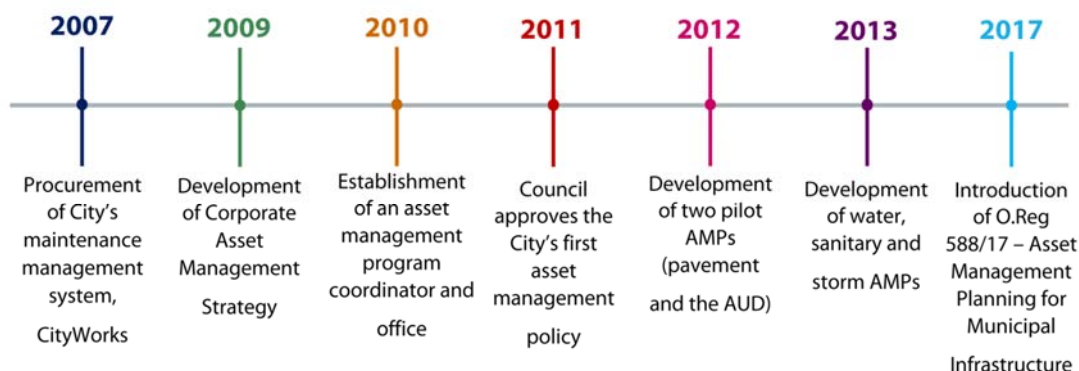 2007
Procurement
of City's
maintenance
management
system,
CityWorks
2009
Development
of Corporate
Asset
Management
Strategy
2010
Establishment
of an asset
management
program
coordinator and
office
2011
Council
approves the
City's first
asset
management
policy
2012
Development
of two pilot
AMPs
(pavement
and the AUD)
2013
Development
of water,
sanitary and
storm AMPs
2017
Introduction
of O.Reg
588/17 – Asset
Management
Planning for
Municipal
Infrastructure